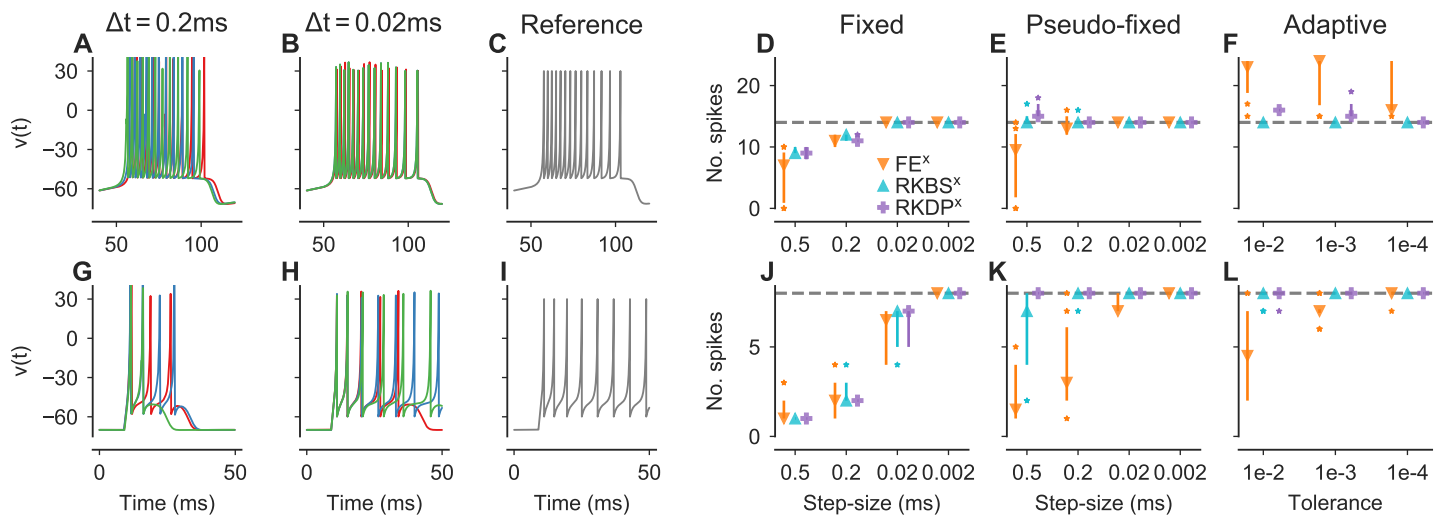 Δt = 0.2ms
Δt = 0.02ms
Reference
Fixed
Pseudo-fixed
Adaptive
A
B
C
D
E
F
30
0
−30
−60
v(t)
50
100
50
100
50
100
20
10
0
No. spikes
FEˣ
RKBSˣ
RKDPˣ
0.5
0.2
0.02
0.002
0.5
0.2
0.02
0.002
1e-2
1e-3
1e-4
G
H
I
J
K
L
30
0
−30
−60
v(t)
0
50
0
50
0
50
Time (ms)
Time (ms)
Time (ms)
5
0
No. spikes
0.5
0.2
0.02
0.002
0.5
0.2
0.02
0.002
1e-2
1e-3
1e-4
Step-size (ms)
Step-size (ms)
Tolerance